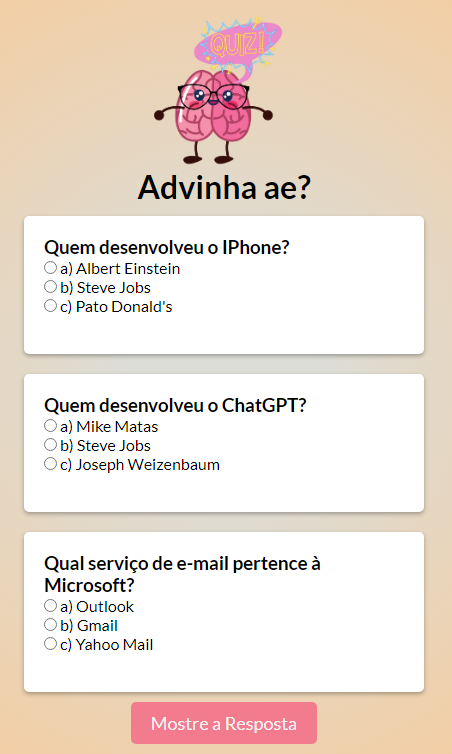 QUIZ!
Advinha ae?
Quem desenvolveu o IPhone?
a) Albert Einstein
b) Steve Jobs
c) Pato Donald's
Quem desenvolveu o ChatGPT?
a) Mike Matas
b) Steve Jobs
c) Joseph Weizenbaum
Qual serviço de e-mail pertence à
Microsoft?
a) Outlook
b) Gmail
c) Yahoo Mail
Mostre a Resposta